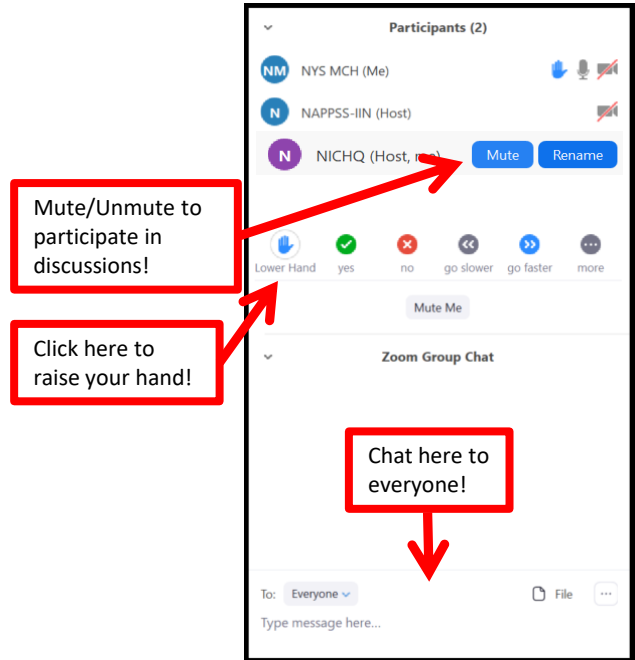 Participants (2)
NM NYS MCH (Me)
N NAPPSS-IIN (Host)
N NICHQ (Host, me) Mute Rename
Mute/Unmute to
participate in
discussions!
Lower Hand yes no go slower go faster more
Mute Me
Click here to
raise your hand!
Zoom Group Chat
Chat here to
everyone!
To: Everyone File
Type message here...